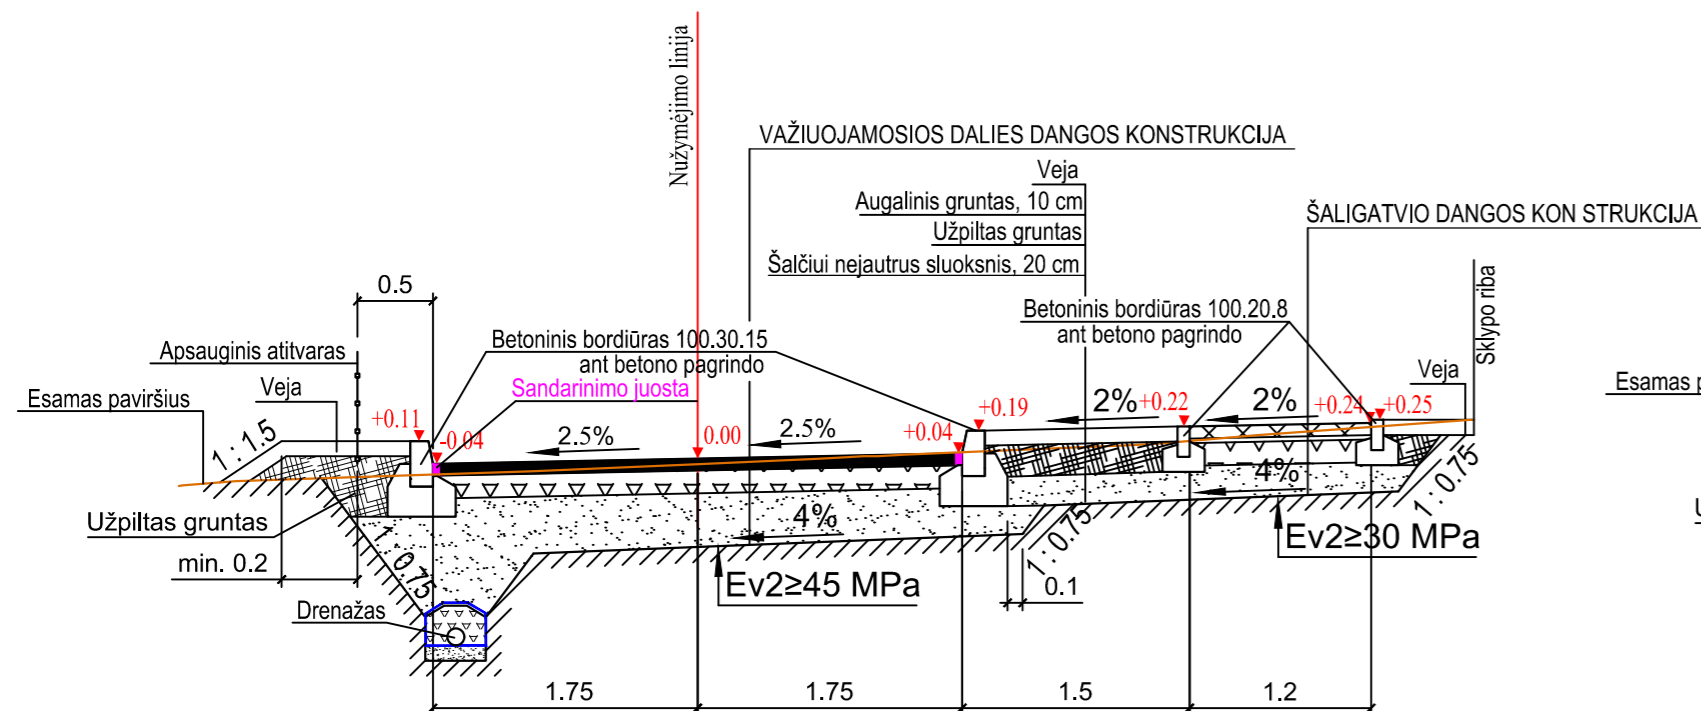 Nužymėjimo linija
VAŽIUOJAMOSIOS DALIES DANGOS KONSTRUKCIJA
Veja
Augalinis gruntas, 10 cm
Užpiltas gruntas
Šalčiui nejautrus sluoksnis, 20 cm
ŠALIGATVIO DANGOS KON STRUKCIJA
Sklypo riba
0.5
Betoninis bordiūras 100.30.15
ant betono pagrindo
Sandarinimo juosta
Betoninis bordiūras 100.20.8
ant betono pagrindo
Apsauginis atitvaras
Veja
Esamas paviršius
Veja
Esamas p
1 : 1.5
+0.11
-0.04
2.5%
0.00
2.5%
+0.04
+0.19
2%
+0.22
2%
+0.24
+0.25
Užpiltas gruntas
min. 0.2
1 : 0.75
4%
4%
1 : 0.75
1 : 0.75
Ev2≥45 MPa
Ev2≥30 MPa
0.1
Drenažas
U
1.75
1.75
1.5
1.2